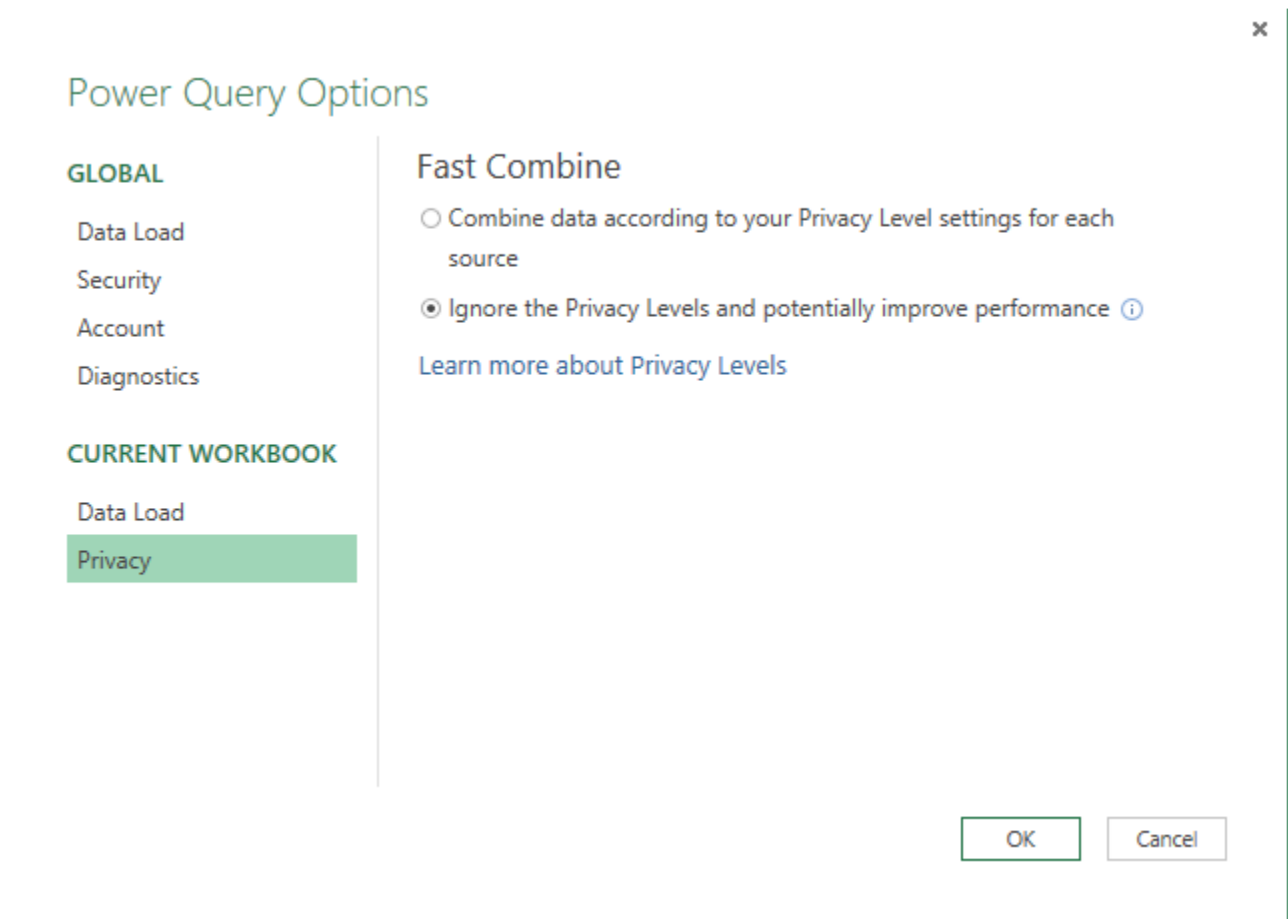 Power Query Options
GLOBAL
Data Load
Security
Account
Diagnostics
CURRENT WORKBOOK
Data Load
Privacy
Fast Combine
Combine data according to your Privacy Level settings for each
source
Ignore the Privacy Levels and potentially improve performance
Learn more about Privacy Levels
OK
Cancel